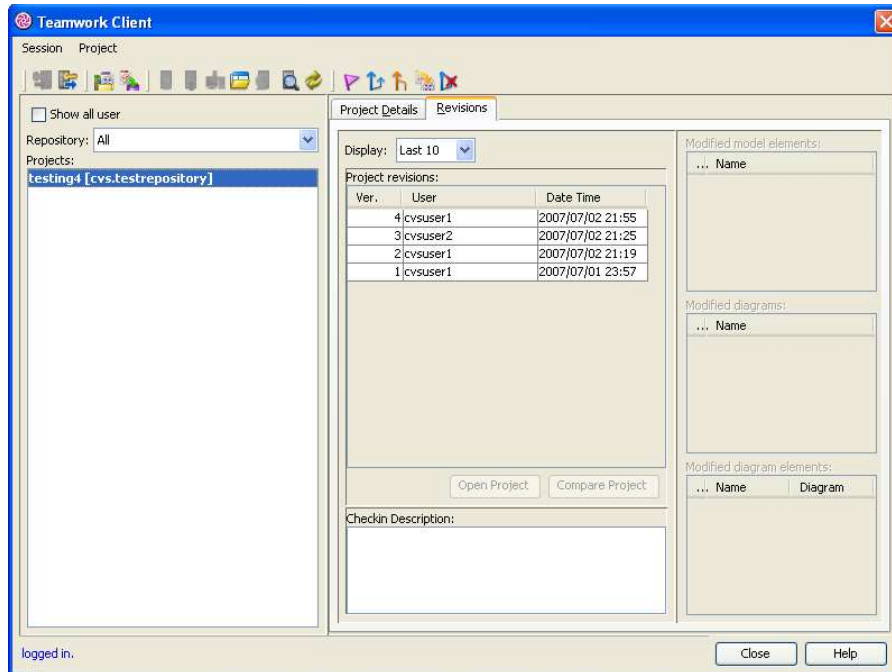 Teamwork Client
Session Project
Show all user
Repository: All
Projects:
testing4 [cvs.testrepository]
Project Details Revisions
Display: Last 10
Project revisions:
Ver. User Date Time
4 cvsuser1 2007/07/02 21:55
3 cvsuser2 2007/07/02 21:25
2 cvsuser1 2007/07/02 21:19
1 cvsuser1 2007/07/01 23:57
Open Project Compare Project
Checkin Description:
Modified model elements:
... Name
Modified diagrams:
... Name
Modified diagram elements:
... Name Diagram
logged in.
Close Help